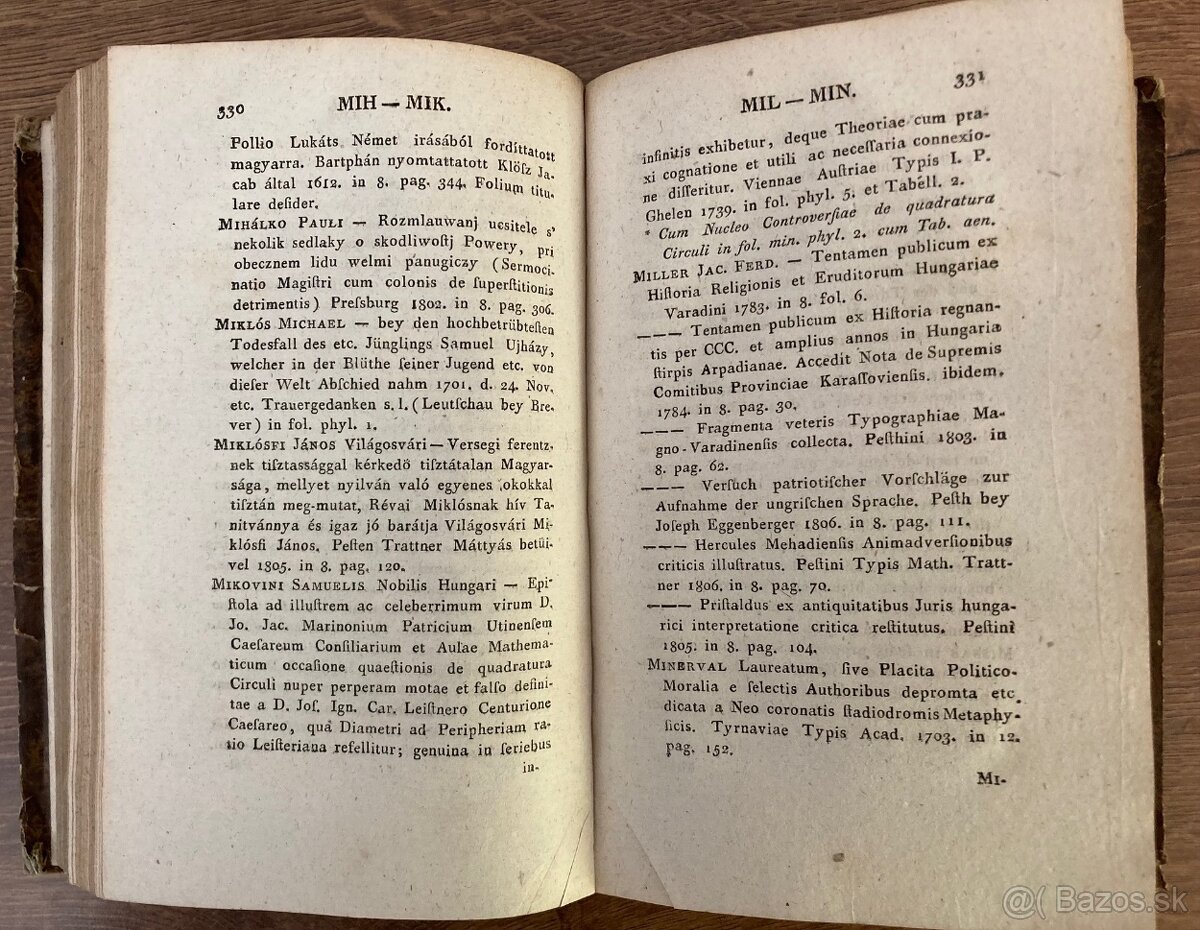 330
MIH — MIK.
Pollio Lukáts Német irásából fordíttatott
magyarra. Bartphán nyomtattatott Klöſz Ja-
cab által 1612. in 8. pag. 344. Folium titu-
lare deſider.
MIHÁLKO PAULI — Rozmlauwanj ucsitele s'
nekolik sedlaky o skodliwoſtj Powery, pri
obecznem lidu welmi panugiczy (Sermoci-
natio Magiſtri cum colonis de ſuperſtitionis
detrimentis) Preſsburg 1802. in 8. pag. 306.
MIKLÓS MICHAEL — bey den hochbetrübteſten
Todesfall des etc. Jünglings Samuel Ujházy,
welcher in der Blüthe ſeiner Jugend etc. von
dieſer Welt Abſchied nahm 1701. d. 24. Nov.
etc. Trauergedanken s. l. (Leutſchau bey Bre-
ver) in fol. phyl. 1.
MIKLÓSFI JÁNOS Világosvári — Versegi ferentz-
nek tiſztassággal kérkedö tiſztátalan Magyar-
sága, mellyet nyilván való egyenes okokkal
tiſztán meg-mutat, Révai Miklósnak hív Ta-
nitvánnya és igaz jó barátja Világosvári Mi-
klósfi János. Peſten Trattner Máttyás betüi-
vel 1805. in 8. pag. 120.
MIKOVINI SAMUELIS Nobilis Hungari — Epi-
ſtola ad illuſtrem ac celeberrimum virum D.
Jo. Jac. Marinonium Patricium Utinenſem
Caeſareum Conſiliarium et Aulae Mathema-
ticum occaſione quaeſtionis de quadratura
Circuli nuper perperam motae et falſo defini-
tae a D. Joſ. Ign. Car. Leiſtnero Centurione
Caeſareo, quá Diametri ad Peripheriam ra-
tio Leiſteriana refellitur; genuina in ſeriebus
in-
MIL — MIN.
331
infinitis exhibetur, deque Theoriae cum pra-
xi cognatione et utili ac neceſſaria connexio-
ne diſſeritur. Viennae Auſtriae Typis I. P.
Ghelen 1739. in fol. phyl. 5. et Tabell. 2.
* Cum Nucleo Controverſiae de quadratura
Circuli in fol. min. phyl. 2. cum Tab. aen.
MILLER JAC. FERD. — Tentamen publicum ex
Hiſtoria Religionis et Eruditorum Hungariae
Varadini 1783. in 8. fol. 6.
— — — Tentamen publicum ex Hiſtoria regnan-
tis per CCC. et amplius annos in Hungaria
ſtirpis Arpadianae. Accedit Nota de Supremis
Comitibus Provinciae Karaſſovienſis. ibidem.
1784. in 8. pag. 30.
— — — Fragmenta veteris Typographiae Ma-
gno-Varadinenſis collecta. Peſthini 1803. in
8. pag. 62.
— — — Verſuch patriotiſcher Vorſchläge zur
Aufnahme der ungriſchen Sprache. Peſth bey
Joſeph Eggenberger 1806. in 8. pag. 111.
— — — Hercules Mehadienſis Animadverſionibus
criticis illuſtratus. Peſtini Typis Math. Tratt-
ner 1806. in 8. pag. 70.
— — — Priſtaldus ex antiquitatibus Juris hunga-
rici interpretatione critica reſtitutus. Peſtini
1805. in 8. pag. 104.
MINERVAL Laureatum, ſive Placita Politico-
Moralia e ſelectis Authoribus depromta etc.
dicata a Neo coronatis ſtadiodromis Metaphy-
ſicis. Tyrnaviae Typis Acad. 1703. in 12.
pag. 152.
MI-
@( Bazos.sk